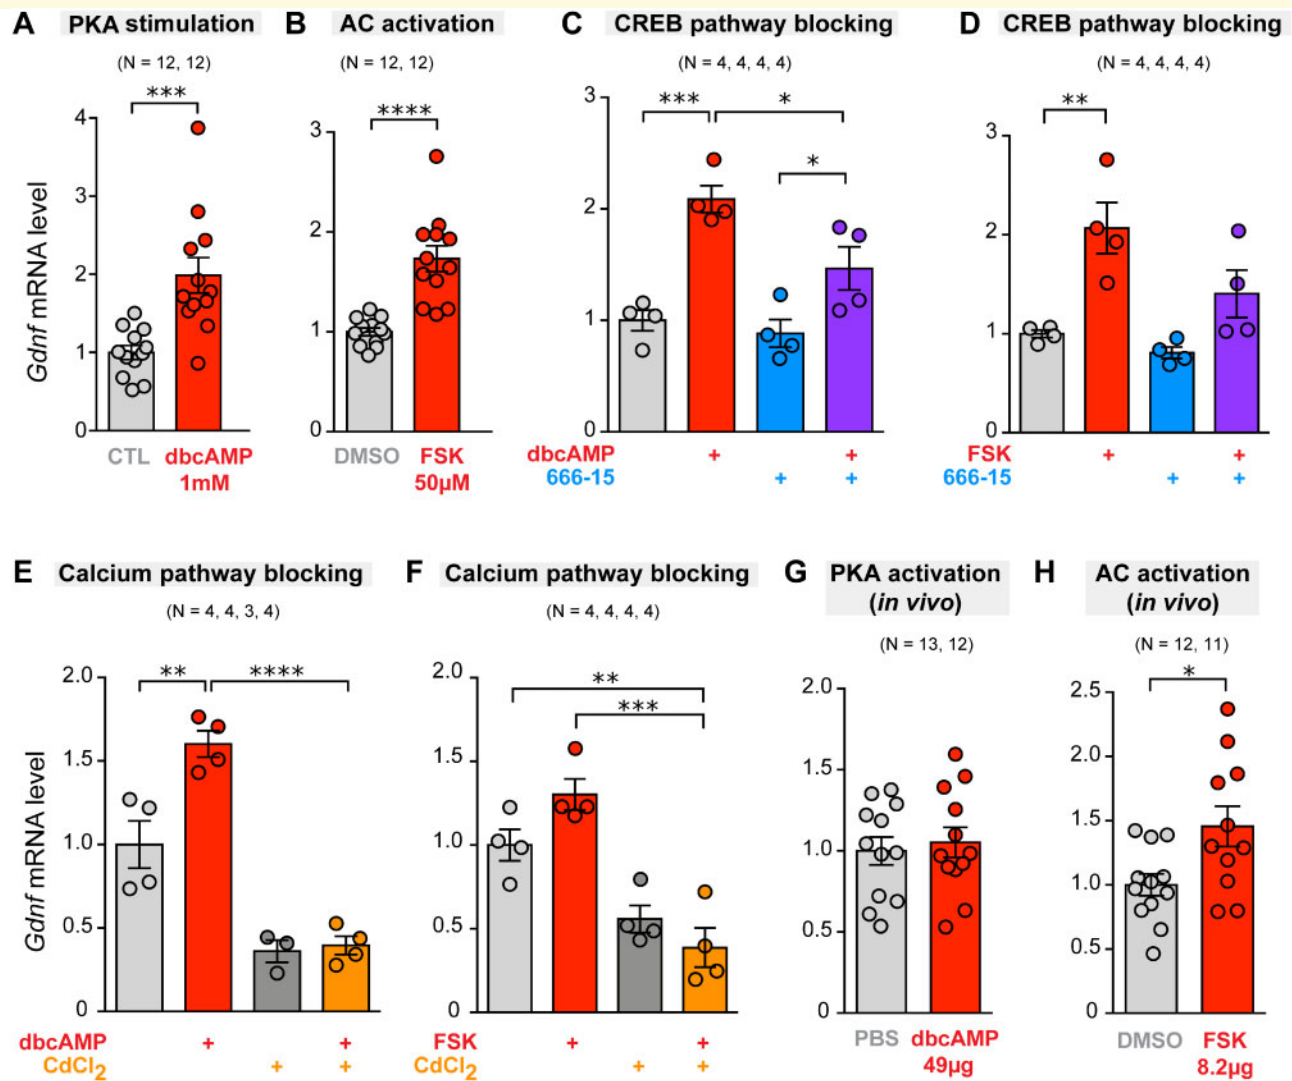 A PKA stimulation
(N = 12, 12)
***
Gdnf mRNA level
4
3
2
1
0
CTL dbcAMP
1mM
B AC activation
(N = 12, 12)
****
3
2
1
0
DMSO FSK
50µM
C CREB pathway blocking
(N = 4, 4, 4, 4)
*** *
*
3
2
1
0
dbcAMP + +
666-15 + +
D CREB pathway blocking
(N = 4, 4, 4, 4)
**
3
2
1
0
FSK + +
666-15 + +
E Calcium pathway blocking
(N = 4, 4, 3, 4)
** ****
Gdnf mRNA level
2.0
1.5
1.0
0.5
0
dbcAMP + +
CdCl2 + +
F Calcium pathway blocking
(N = 4, 4, 4, 4)
**
***
2.0
1.5
1.0
0.5
0
FSK + +
CdCl2 + +
G PKA activation
(in vivo)
(N = 13, 12)
2.0
1.5
1.0
0.5
0
PBS dbcAMP
49µg
H AC activation
(in vivo)
(N = 12, 11)
*
2.5
2.0
1.5
1.0
0.5
0
DMSO FSK
8.2µg